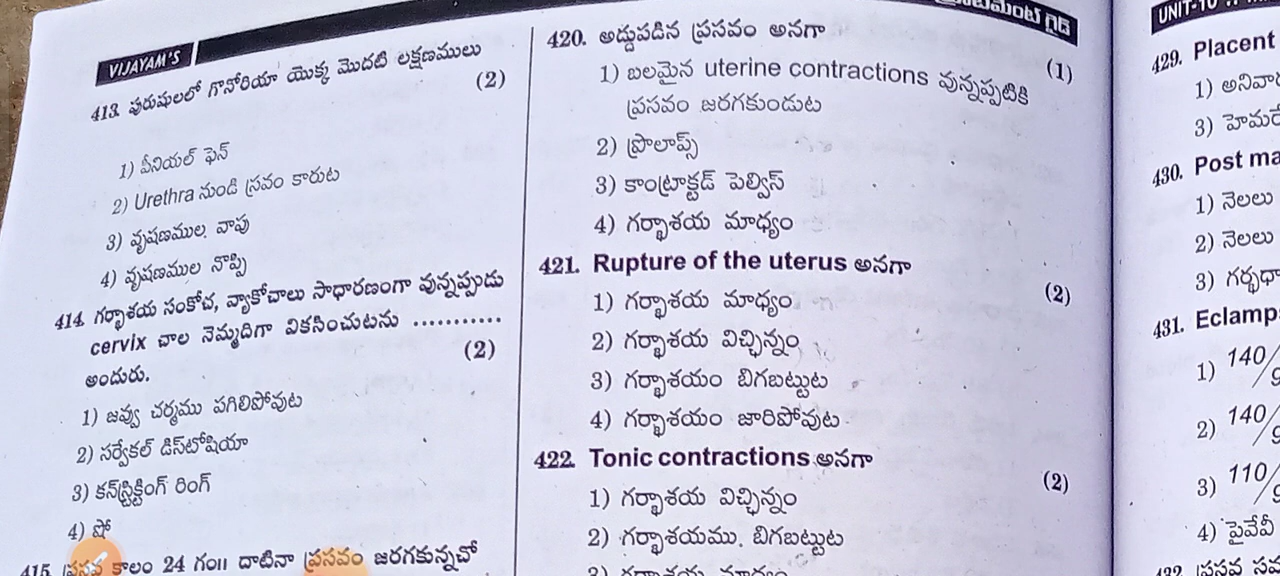 VIJAYAM'S
413. పురుషులలో గొనోరియా యొక్క మొదటి లక్షణములు
(2)
1) పీనియల్ ఫెన్
2) Urethra నుండి స్రవం కారుట
3) వృషణముల వాపు
4) వృషణముల నొప్పి
414. గర్భాశయ సంకోచ, వ్యాకోచాలు సాధారణంగా వున్నప్పుడు
cervix చాల నెమ్మదిగా వికసించుటను ...........
అందురు. (2)
1) జవ్వు చర్మము పగిలిపోవుట
2) సర్వేకల్ డిస్‌టోషియా
3) కన్‌స్ట్రిక్టింగ్ రింగ్
4) షో
415. ప్రసవ కాలం 24 గం॥ దాటినా ప్రసవం జరగకున్నచో
గైడ్
420. అడ్డుపడిన ప్రసవం అనగా
(1)
1) బలమైన uterine contractions వున్నప్పటికి
ప్రసవం జరగకుండుట
2) ప్రొలాప్స్
3) కాంట్రాక్టడ్ పెల్విస్
4) గర్భాశయ మాధ్యం
421. Rupture of the uterus అనగా
(2)
1) గర్భాశయ మాధ్యం
2) గర్భాశయ విచ్ఛిన్నం
3) గర్భాశయం బిగబట్టుట
4) గర్భాశయం జారిపోవుట
422. Tonic contractions అనగా
(2)
1) గర్భాశయ విచ్ఛిన్నం
2) గర్భాశయము బిగబట్టుట
UNIT-10
429. Placent
1) అనివా
3) హెమ
430. Post ma
1) నెలలు
2) నెలలు
3) గర్భధా
431. Eclamp
1) 140/9
2) 140/9
3) 110/9
4) పైవేవీ